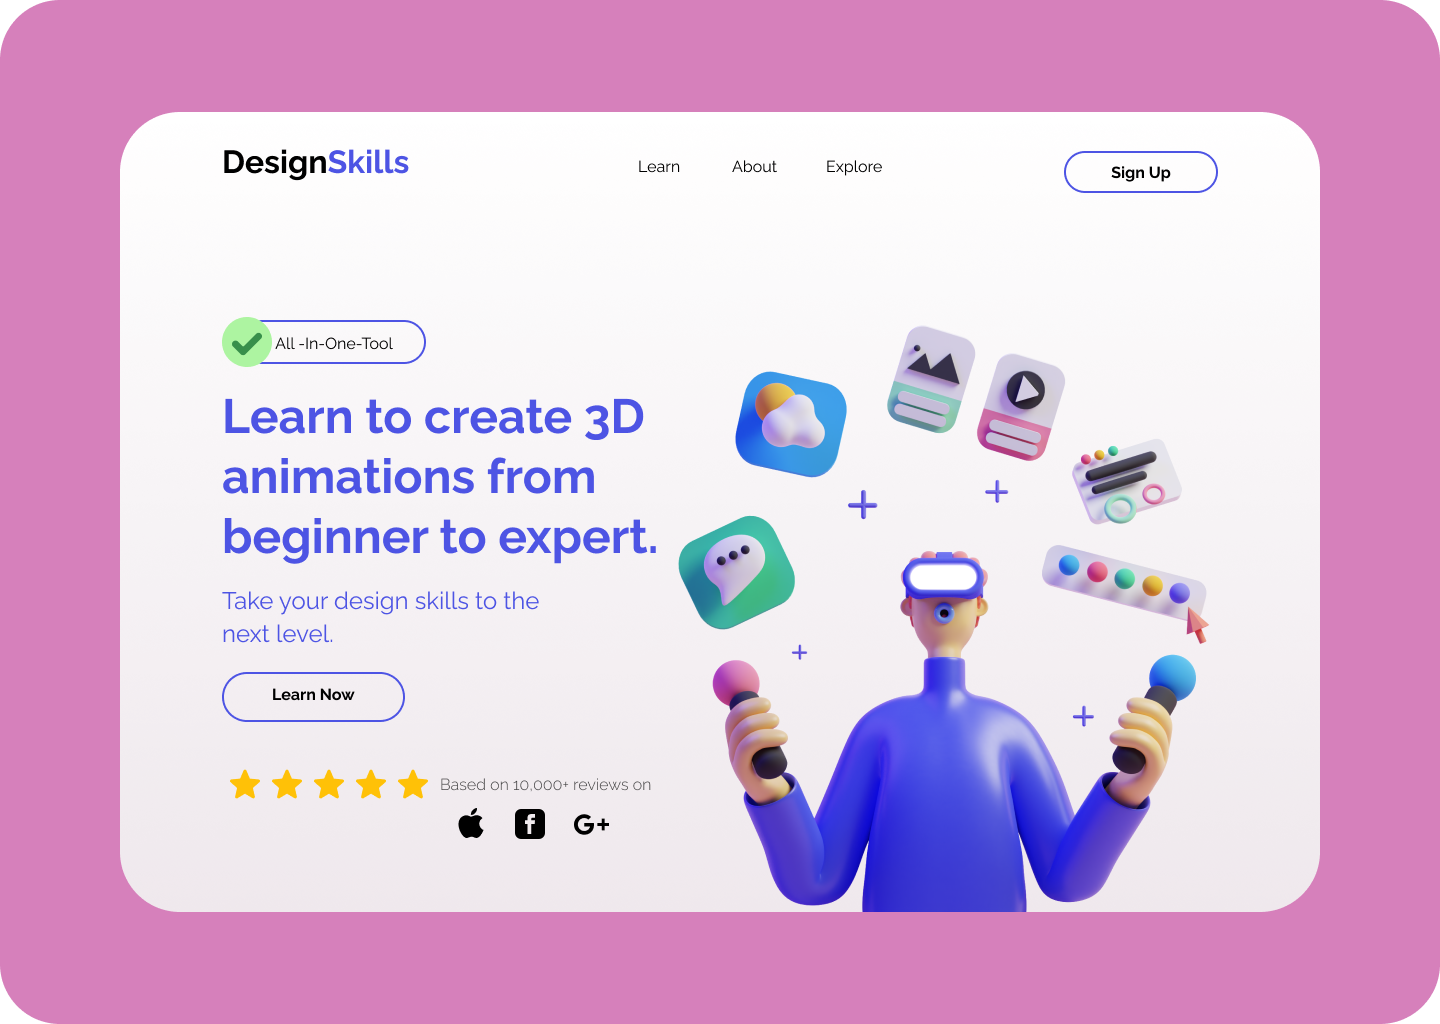 DesignSkills
Learn About Explore
Sign Up
All -In-One-Tool
Learn to create 3D
animations from
beginner to expert.
Take your design skills to the
next level.
Learn Now
Based on 10,000+ reviews on
G+